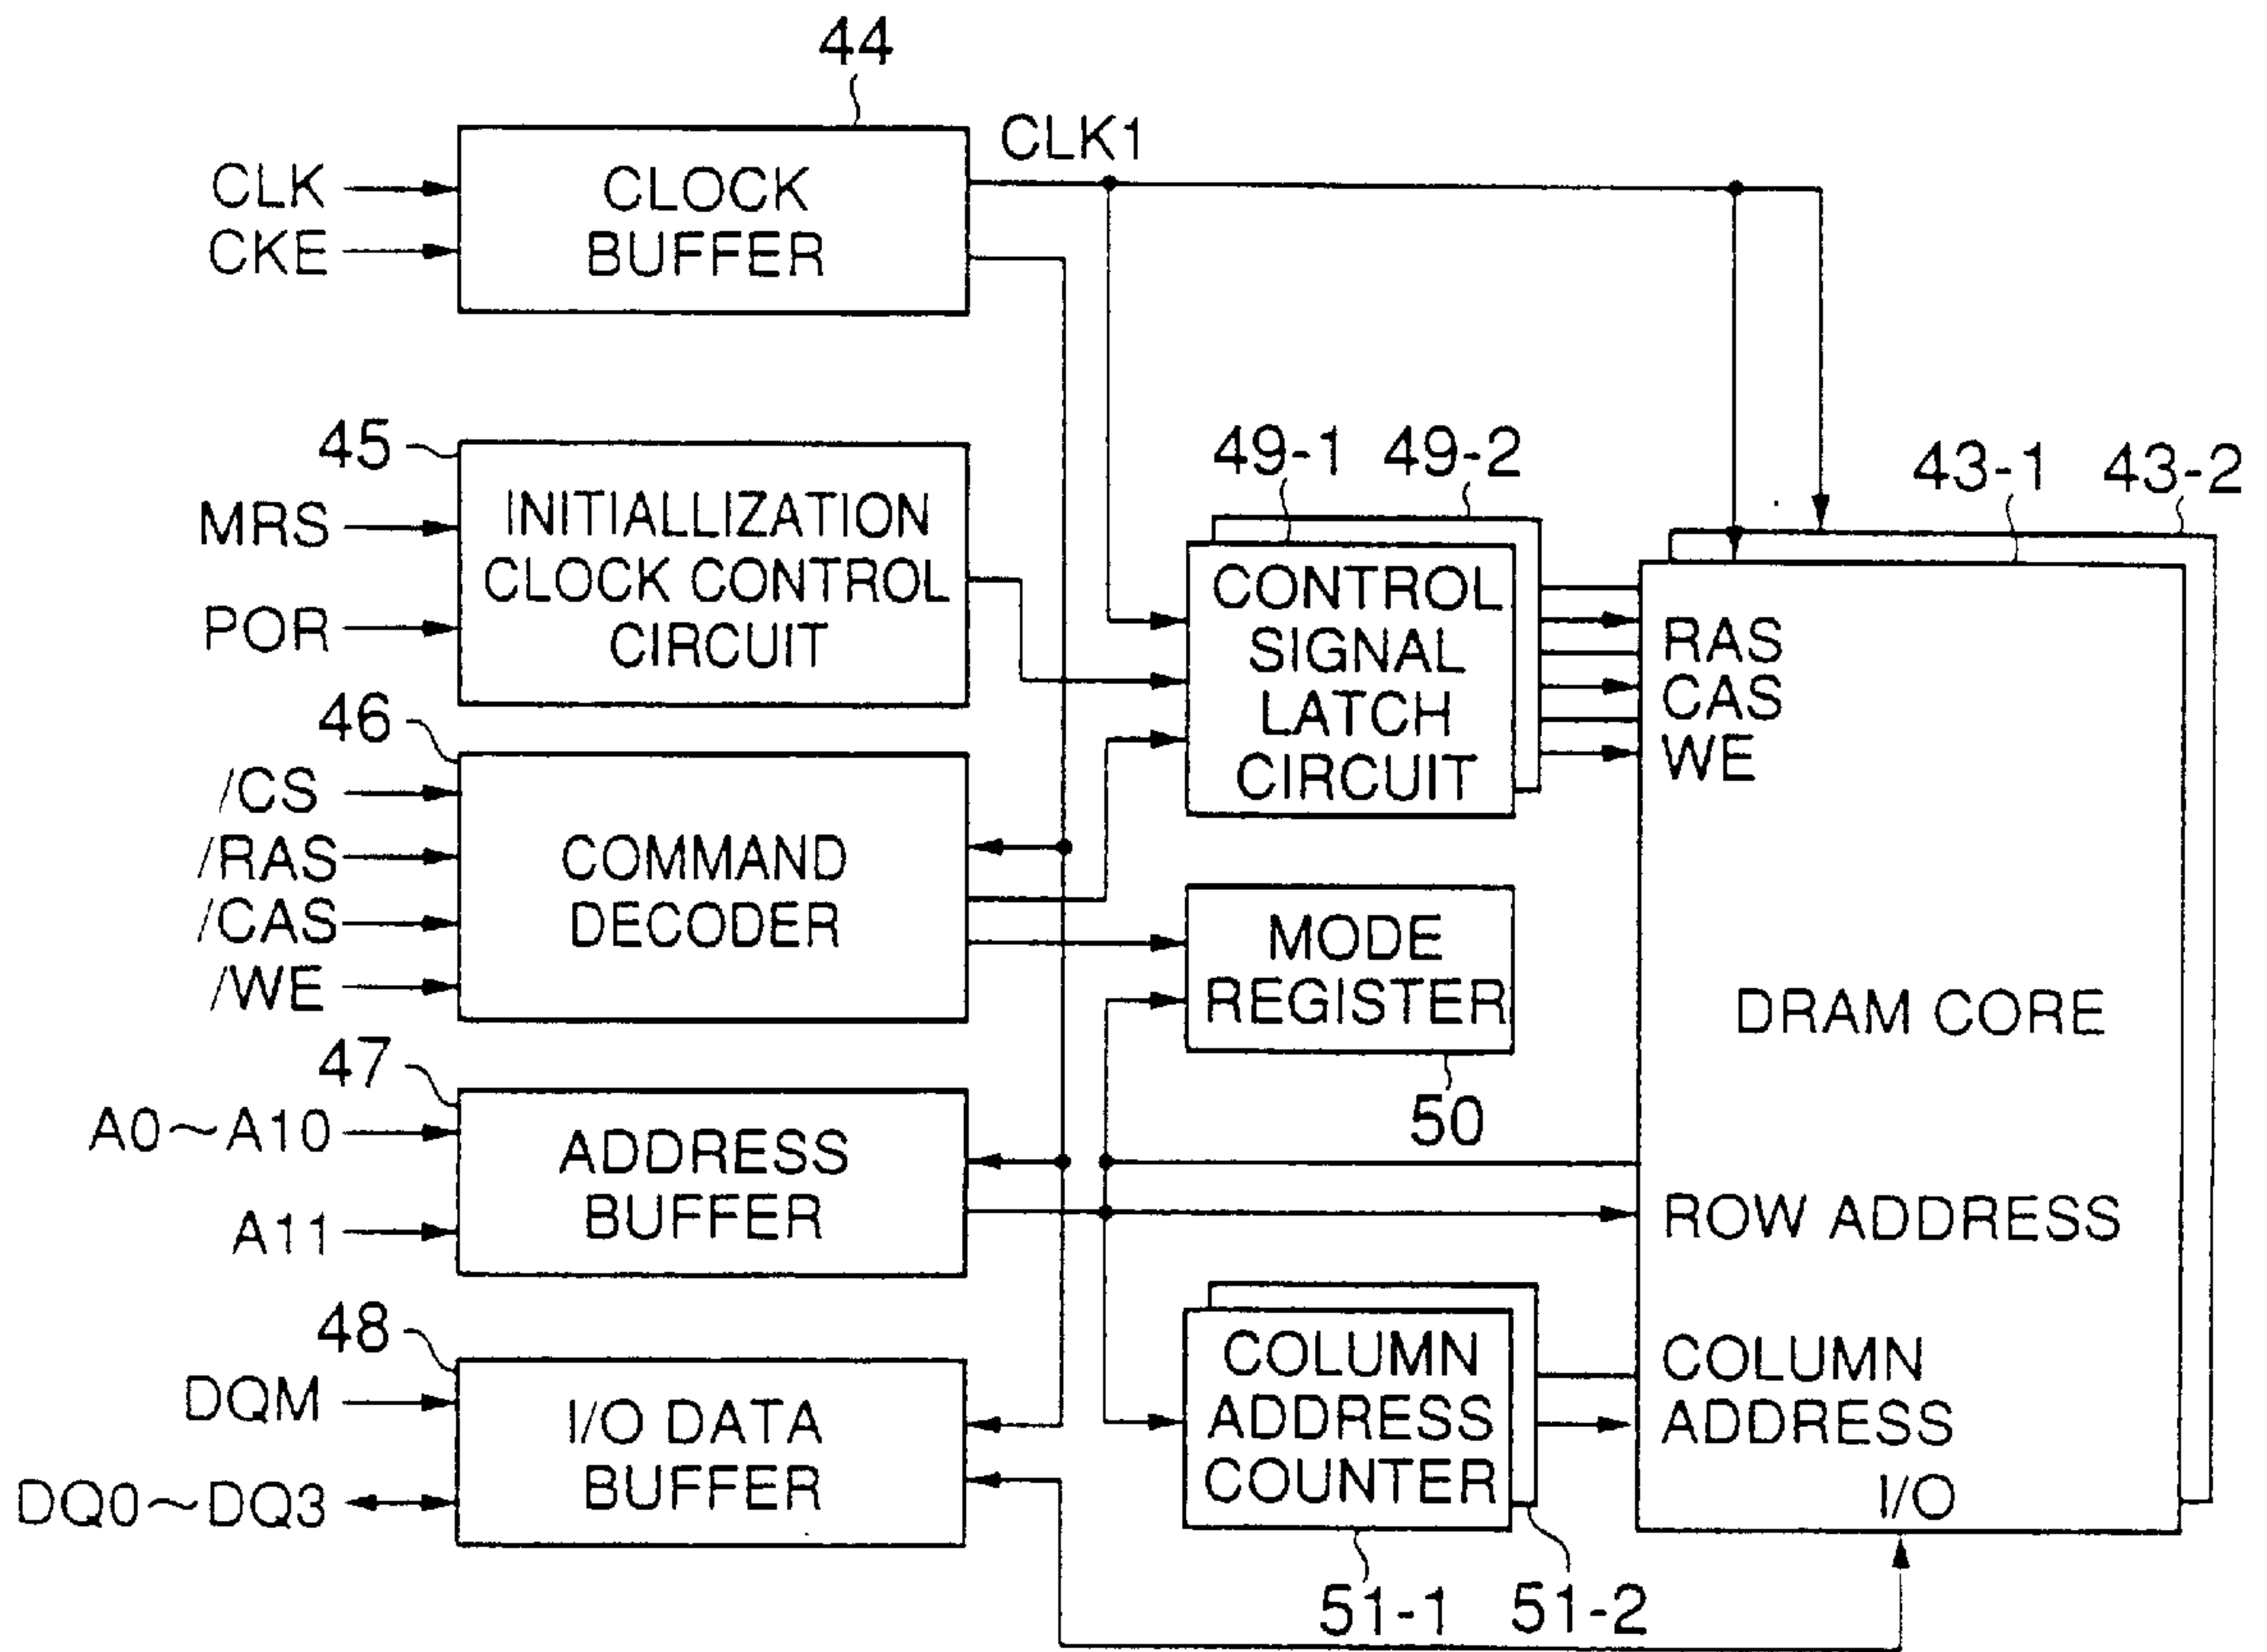 44
CLK1
CLK
CKE
CLOCK
BUFFER
45
MRS
POR
INITIALLIZATION
CLOCK CONTROL
CIRCUIT
49-1
49-2
43-1
43-2
CONTROL
SIGNAL
LATCH
CIRCUIT
RAS
CAS
WE
46
/CS
/RAS
/CAS
/WE
COMMAND
DECODER
MODE
REGISTER
50
DRAM CORE
47
A0~A10
A11
ADDRESS
BUFFER
ROW ADDRESS
48
DQM
DQ0~DQ3
I/O DATA
BUFFER
COLUMN
ADDRESS
COUNTER
51-1
51-2
COLUMN
ADDRESS
I/O